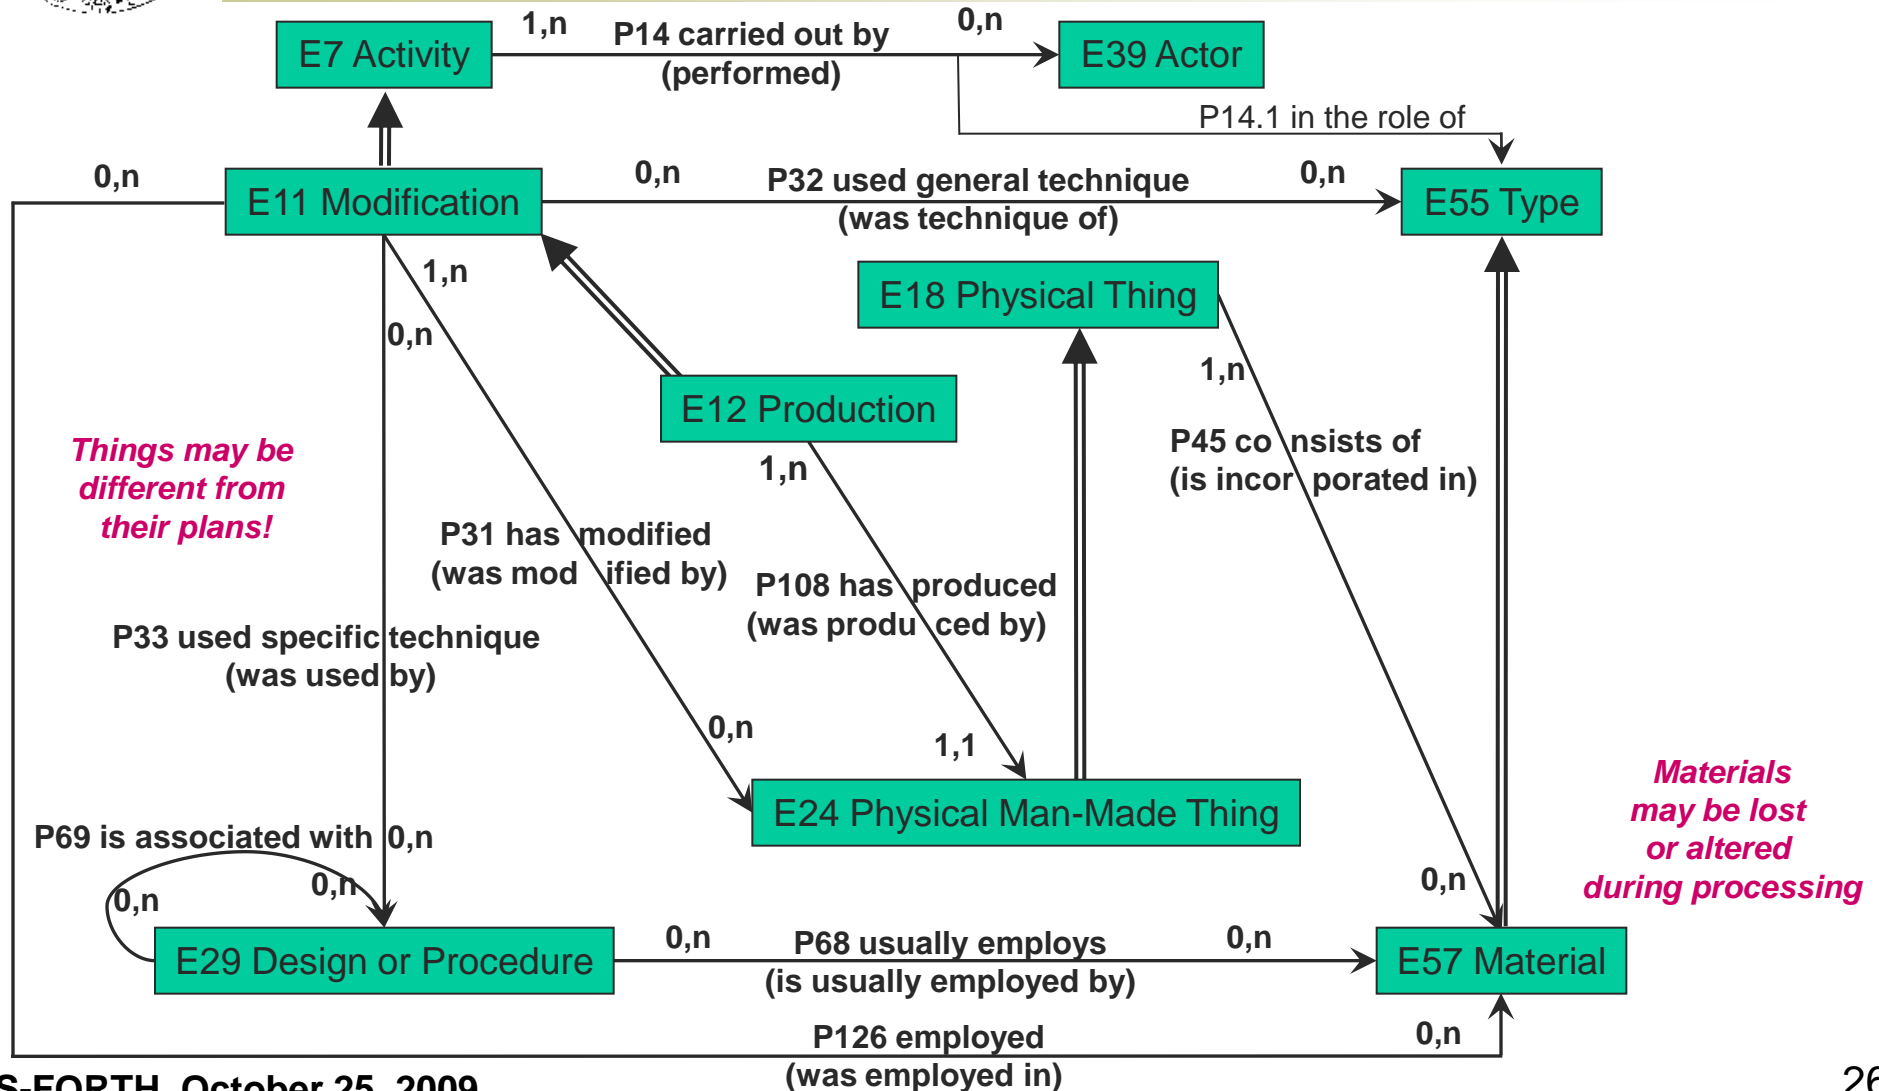 1,n
P14 carried out by
0,n
E7 Activity
(performed)
E39 Actor
P14.1 in the role of
0,n
E11 Modification
0,n
P32 used general technique
(was technique of)
0,n
E55 Type
1,n
0,n
E18 Physical Thing
1,n
E12 Production
1,n
P45 co nsists of
(is incor porated in)
Things may be
different from
their plans!
P31 has modified
(was mod ified by)
P108 has produced
(was produ ced by)
P33 used specific technique
(was used by)
0,n
1,1
E24 Physical Man-Made Thing
Materials
may be lost
or altered
during processing
P69 is associated with 0,n
0,n
0,n
0,n
E29 Design or Procedure
0,n
P68 usually employs
(is usually employed by)
0,n
E57 Material
P126 employed
(was employed in)
0,n
S-FORTH October 25, 2009
26